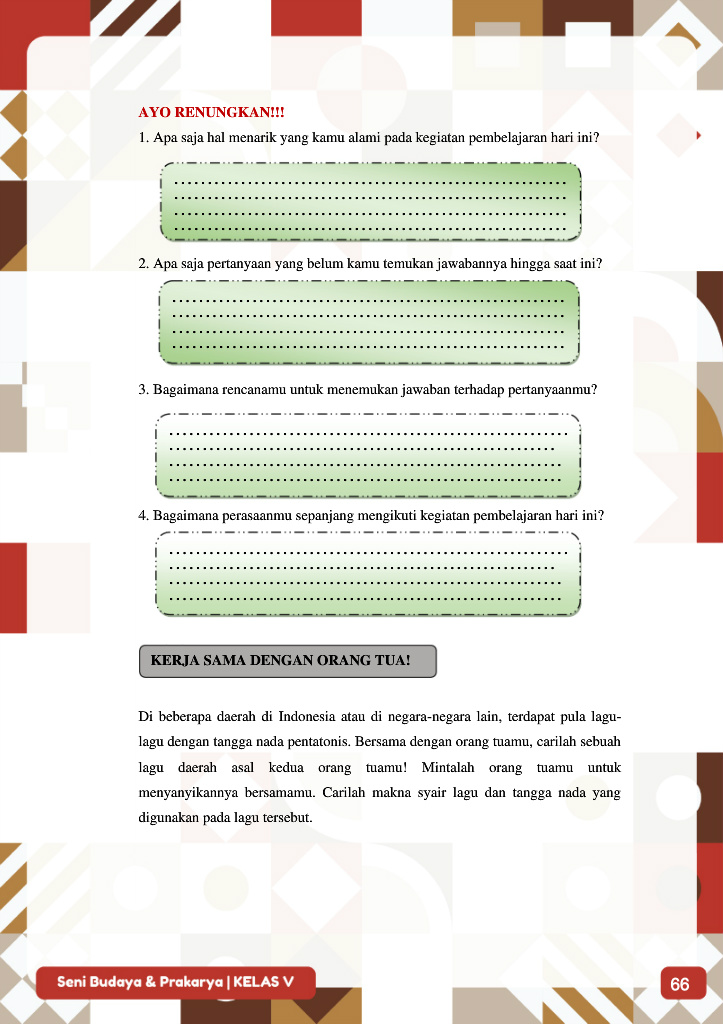 AYO RENUNGKAN!!!
1. Apa saja hal menarik yang kamu alami pada kegiatan pembelajaran hari ini?
2. Apa saja pertanyaan yang belum kamu temukan jawabannya hingga saat ini?
3. Bagaimana rencanamu untuk menemukan jawaban terhadap pertanyaanmu?
4. Bagaimana perasaanmu sepanjang mengikuti kegiatan pembelajaran hari ini?
KERJA SAMA DENGAN ORANG TUA!
Di beberapa daerah di Indonesia atau di negara-negara lain, terdapat pula lagu-
lagu dengan tangga nada pentatonis. Bersama dengan orang tuamu, carilah sebuah
lagu daerah asal kedua orang tuamu! Mintalah orang tuamu untuk
menyanyikannya bersamamu. Carilah makna syair lagu dan tangga nada yang
digunakan pada lagu tersebut.
Seni Budaya & Prakarya | KELAS V
66